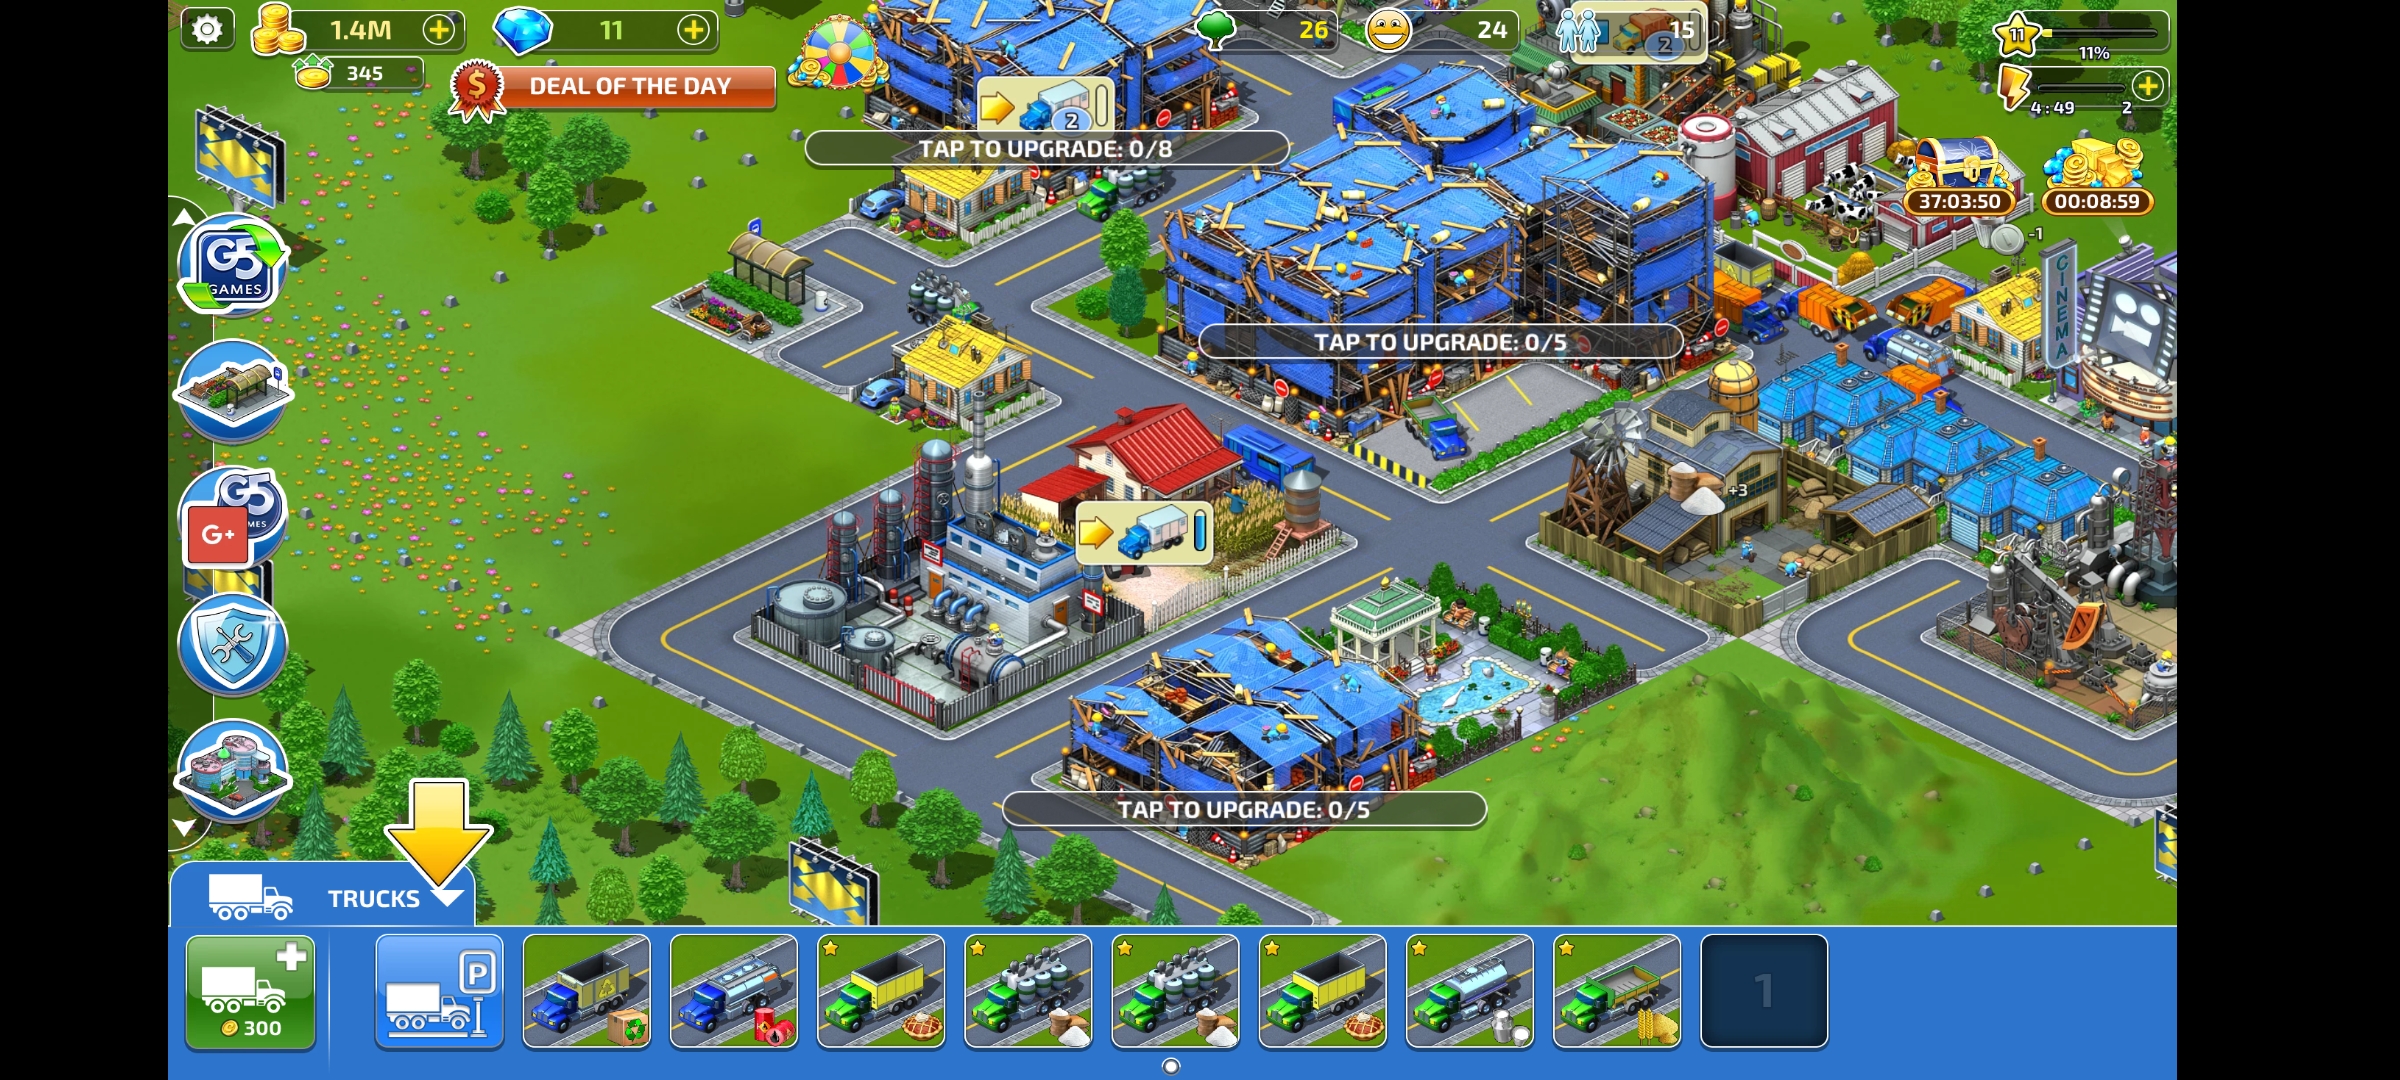 1.4M
11
26
24
15
2
11
11%
345
DEAL OF THE DAY
4:49
2
2
TAP TO UPGRADE: 0/8
37:03:50
00:08:59
-1
G5
GAMES
CINEMA
TAP TO UPGRADE: 0/5
+3
G5
G+
TAP TO UPGRADE: 0/5
TRUCKS
P
300
1